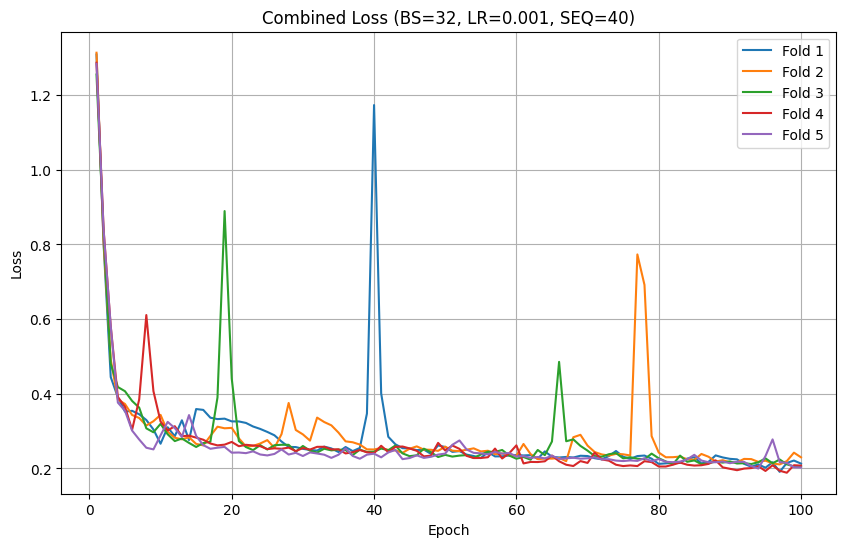 Combined Loss (BS=32, LR=0.001, SEQ=40)
Fold 1
Fold 2
Fold 3
Fold 4
Fold 5
1.2
1.0
0.8
0.6
0.4
0.2
Loss
0 20 40 60 80 100
Epoch